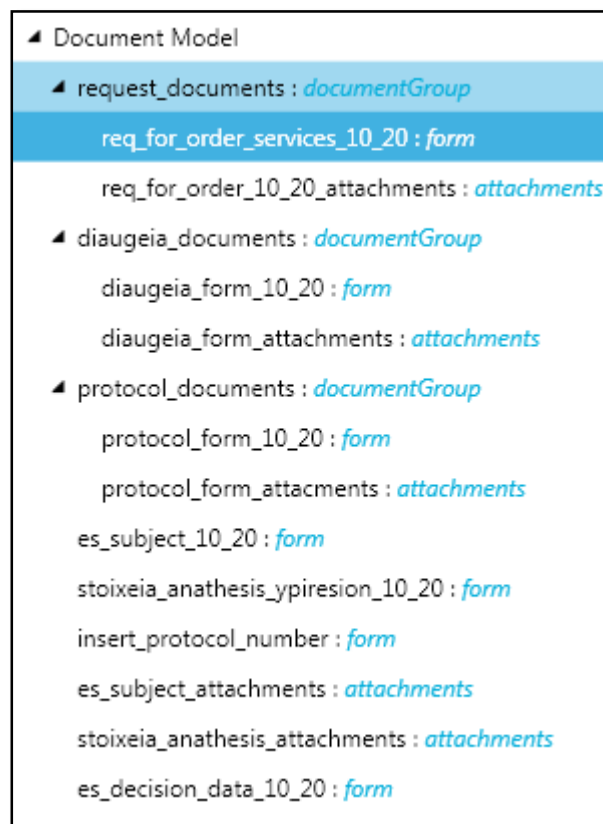 Document Model
request_documents : documentGroup
req_for_order_services_10_20 : form
req_for_order_10_20_attachments : attachments
diaugeia_documents : documentGroup
diaugeia_form_10_20 : form
diaugeia_form_attachments : attachments
protocol_documents : documentGroup
protocol_form_10_20 : form
protocol_form_attacments : attachments
es_subject_10_20 : form
stoixeia_anathesis_ypiresion_10_20 : form
insert_protocol_number : form
es_subject_attachments : attachments
stoixeia_anathesis_attachments : attachments
es_decision_data_10_20 : form